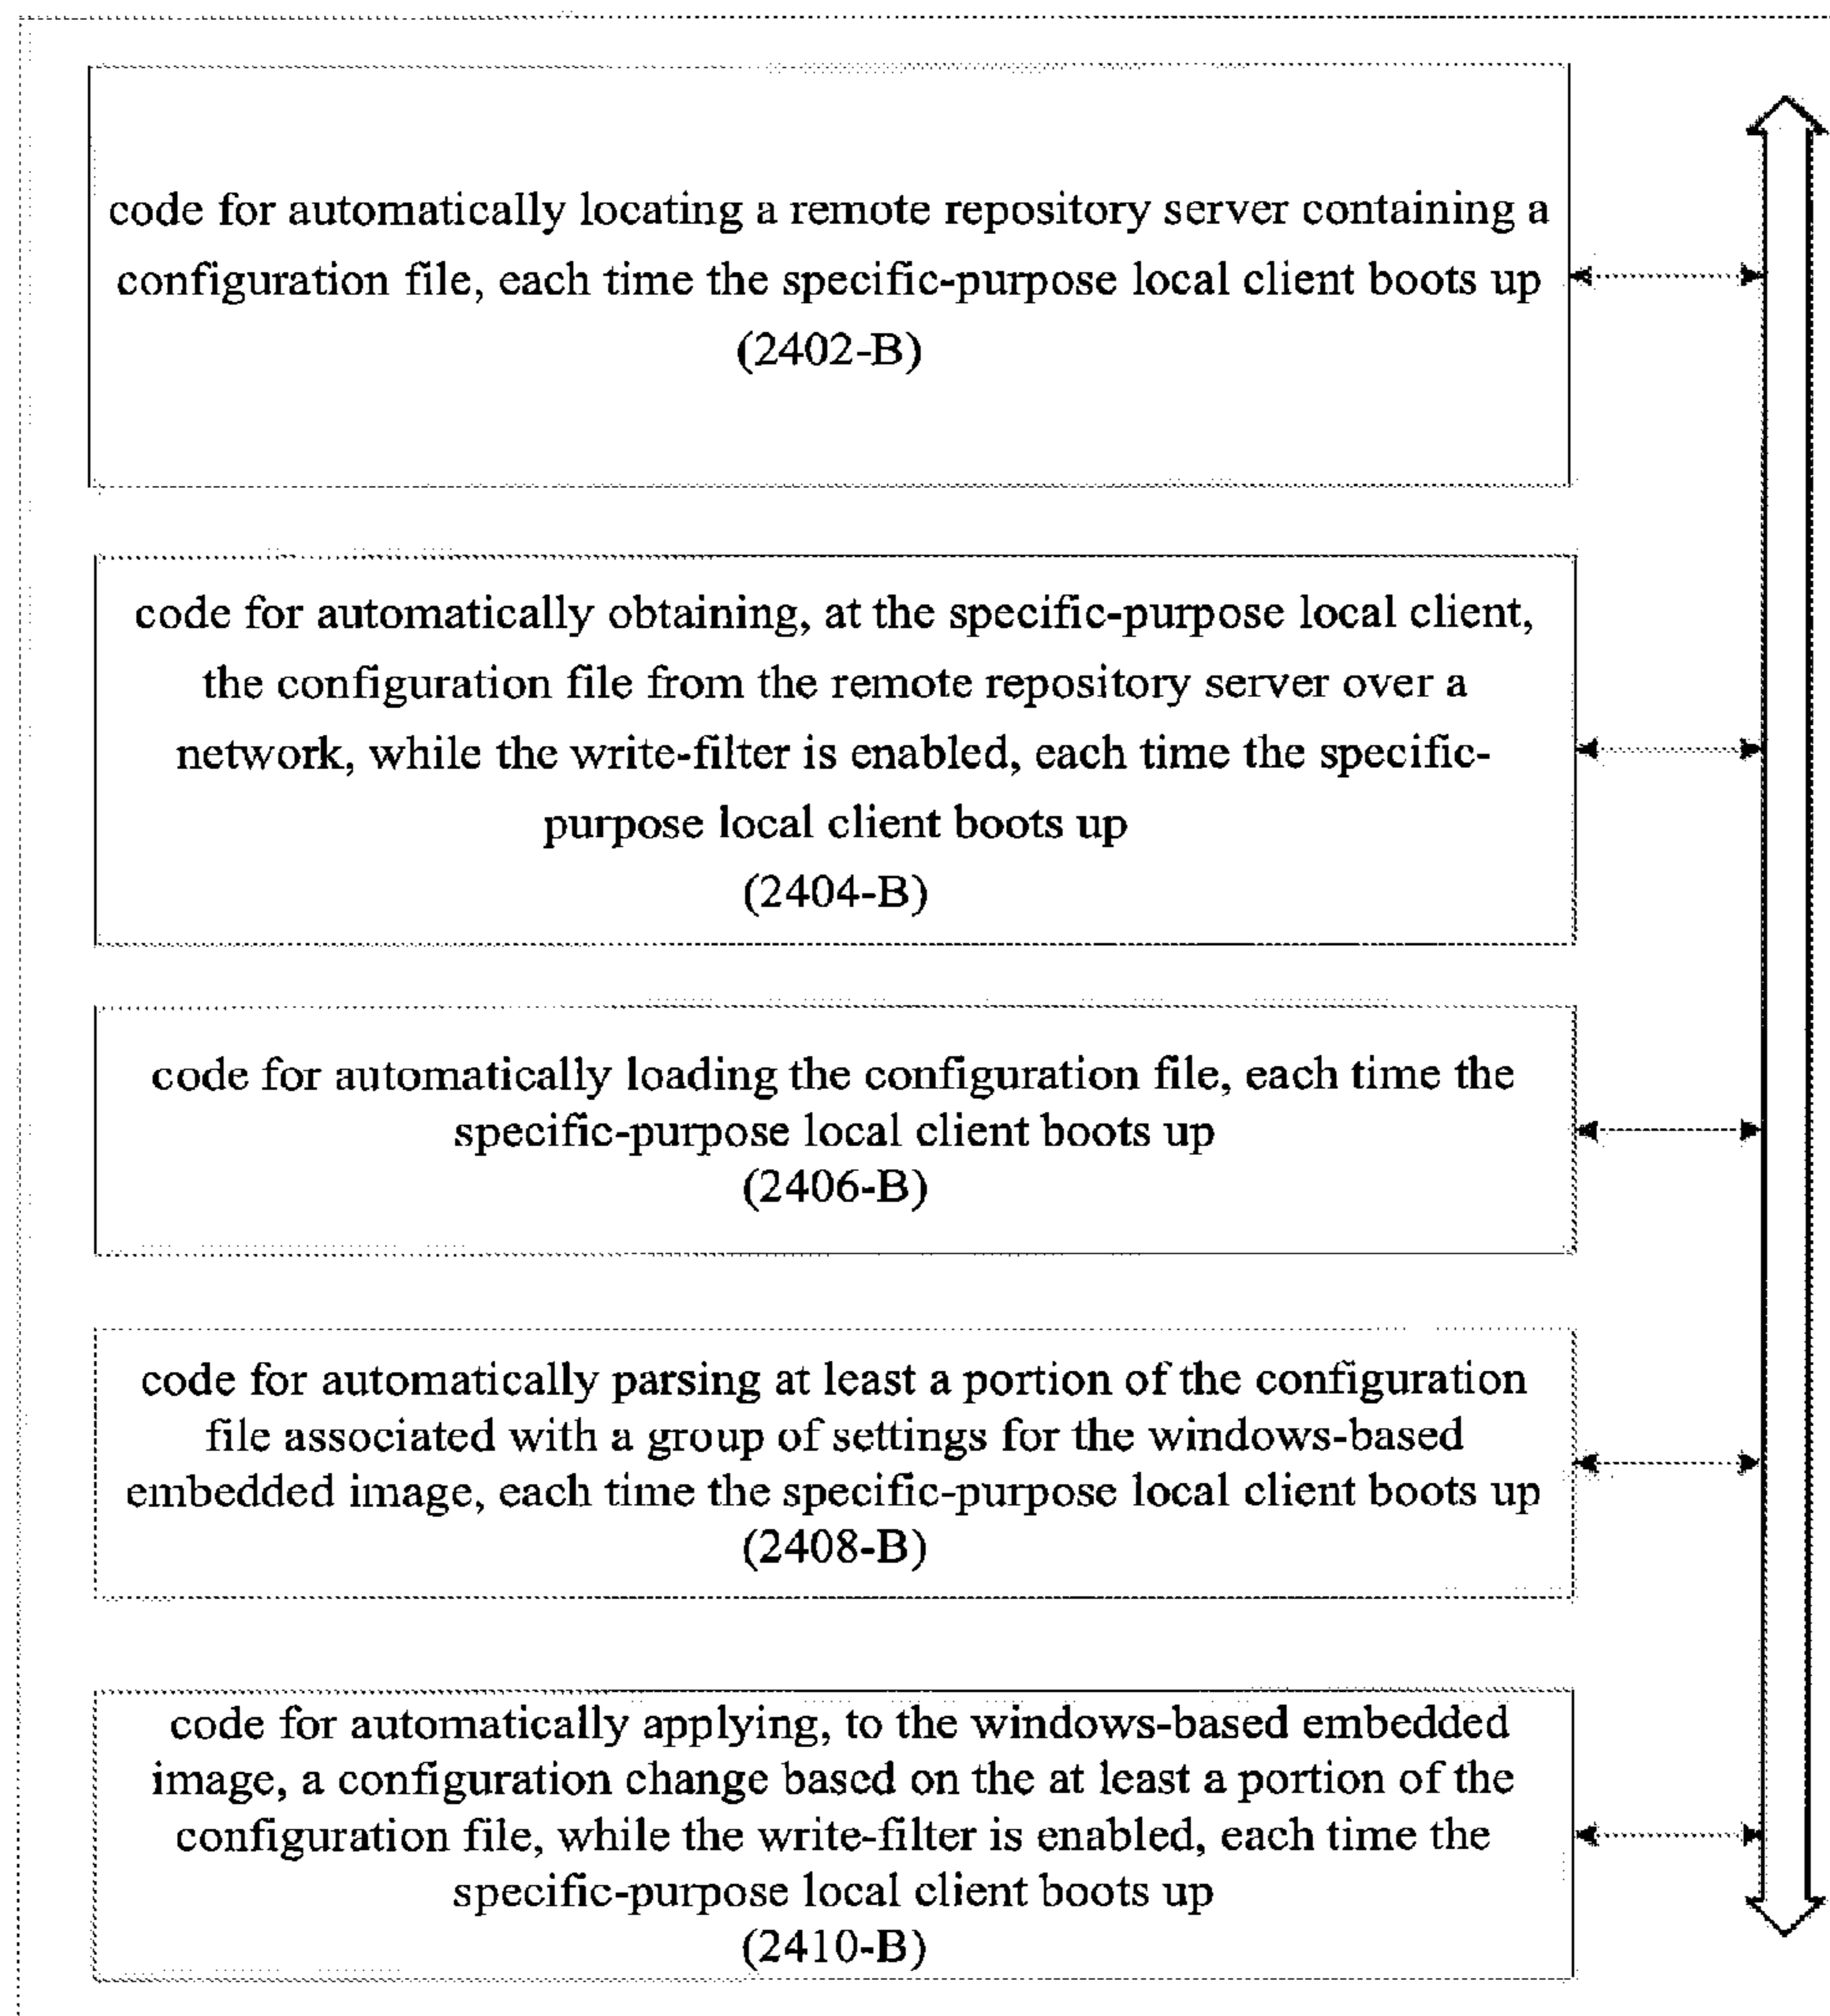 code for automatically locating a remote repository server containing a
configuration file, each time the specific-purpose local client boots up
(2402-B)
code for automatically obtaining, at the specific-purpose local client,
the configuration file from the remote repository server over a
network, while the write-filter is enabled, each time the specific-
purpose local client boots up
(2404-B)
code for automatically loading the configuration file, each time the
specific-purpose local client boots up
(2406-B)
code for automatically parsing at least a portion of the configuration
file associated with a group of settings for the windows-based
embedded image, each time the specific-purpose local client boots up
(2408-B)
code for automatically applying, to the windows-based embedded
image, a configuration change based on the at least a portion of the
configuration file, while the write-filter is enabled, each time the
specific-purpose local client boots up
(2410-B)